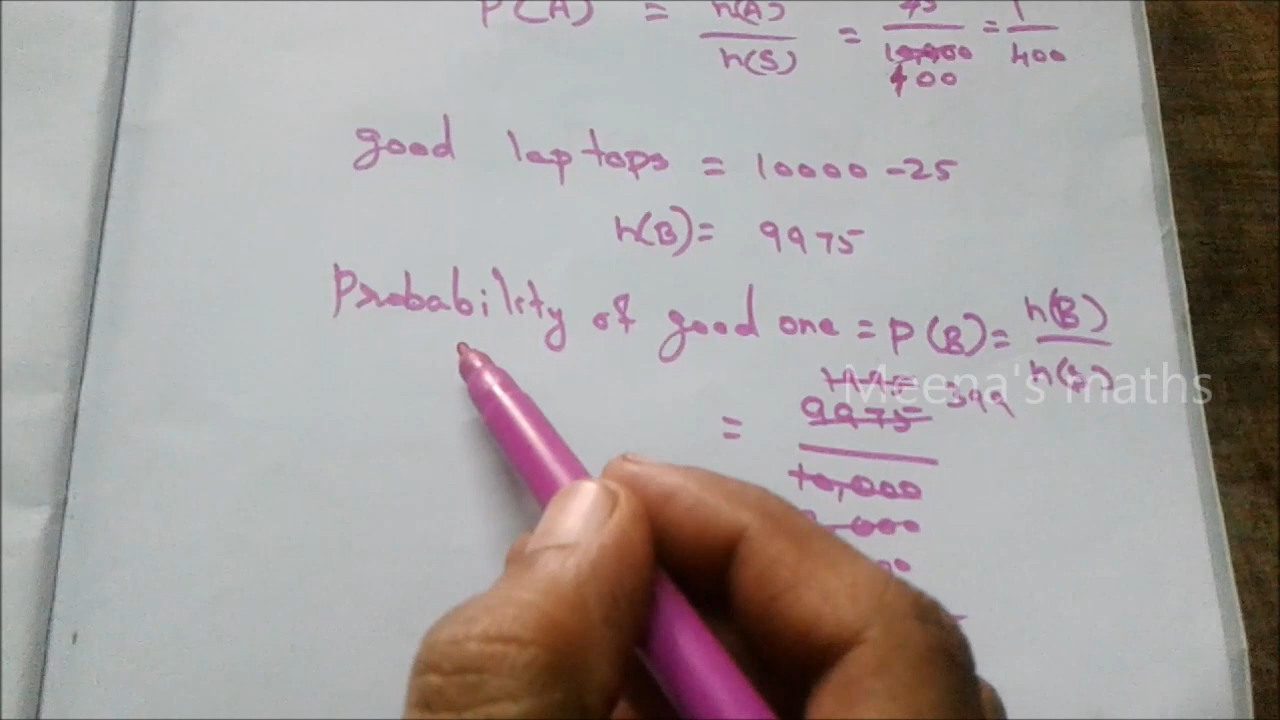 P(A) = n(A)/n(S) = 25/10,000 = 1/400
400
good laptops = 10000 - 25
n(B) = 9975
Probability of good one = P(B) = n(B)/n(S)
Meena's maths
1995 399
= 9975/10,000